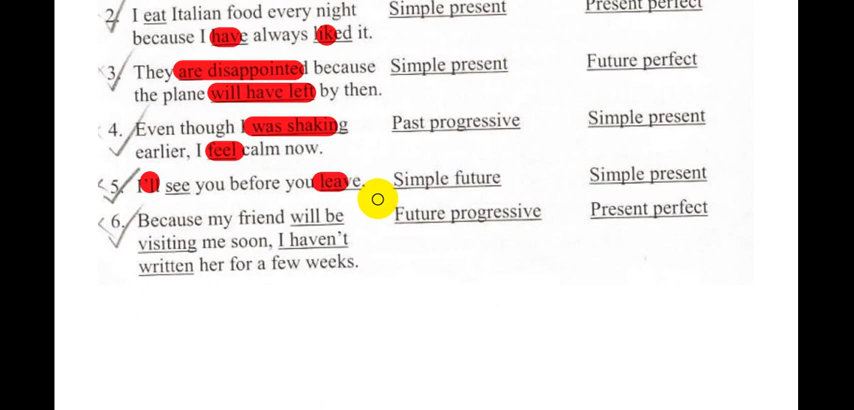 2. I eat Italian food every night Simple present Present perfect
because I have always liked it.
3. They are disappointed because Simple present Future perfect
the plane will have left by then.
4. Even though I was shaking Past progressive Simple present
earlier, I feel calm now.
5. I'll see you before you leave. Simple future Simple present
6. Because my friend will be Future progressive Present perfect
visiting me soon, I haven't
written her for a few weeks.